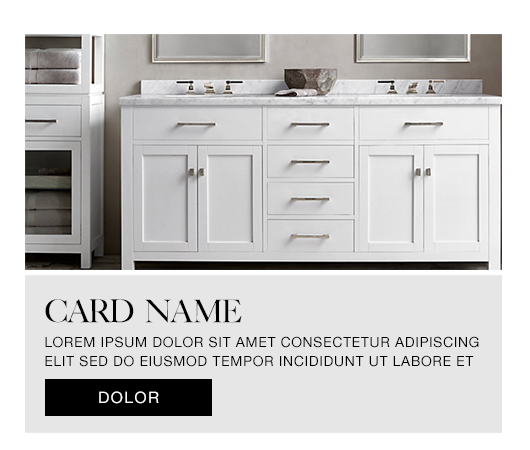 CARD NAME
LOREM IPSUM DOLOR SIT AMET CONSECTETUR ADIPISCING
ELIT SED DO EIUSMOD TEMPOR INCIDIDUNT UT LABORE ET
DOLOR